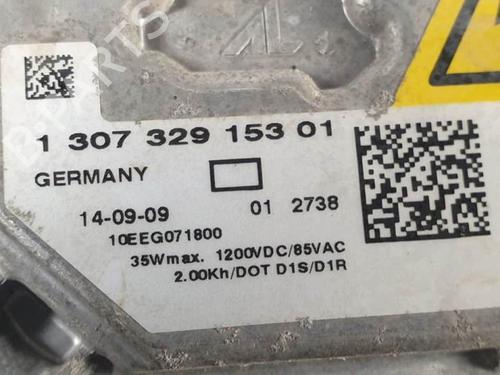 1 307 329 153 01
GERMANY
14-09-09 01 2738
10EEG071800
35Wmax. 1200VDC/85VAC
2.00Kh/DOT D1S/D1R